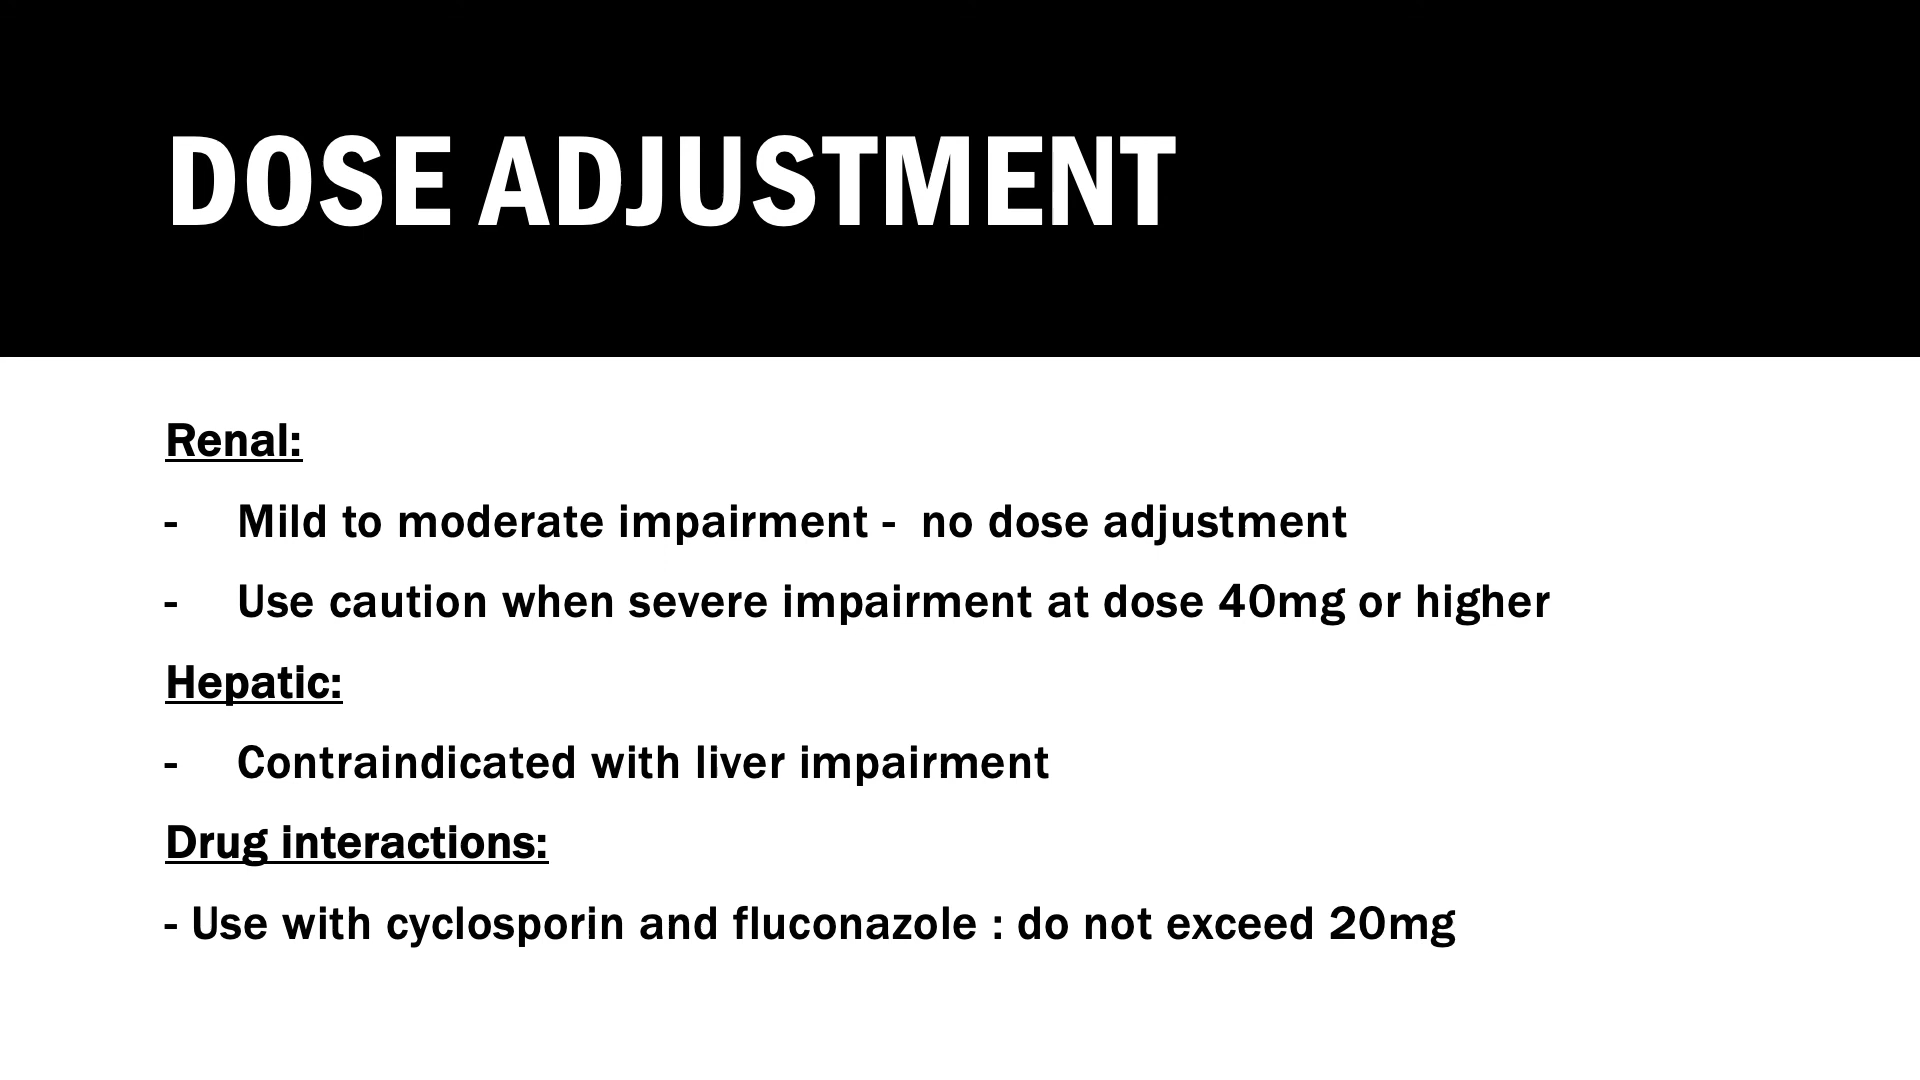 DOSE ADJUSTMENT
Renal:
- Mild to moderate impairment - no dose adjustment
- Use caution when severe impairment at dose 40mg or higher
Hepatic:
- Contraindicated with liver impairment
Drug interactions:
- Use with cyclosporin and fluconazole : do not exceed 20mg